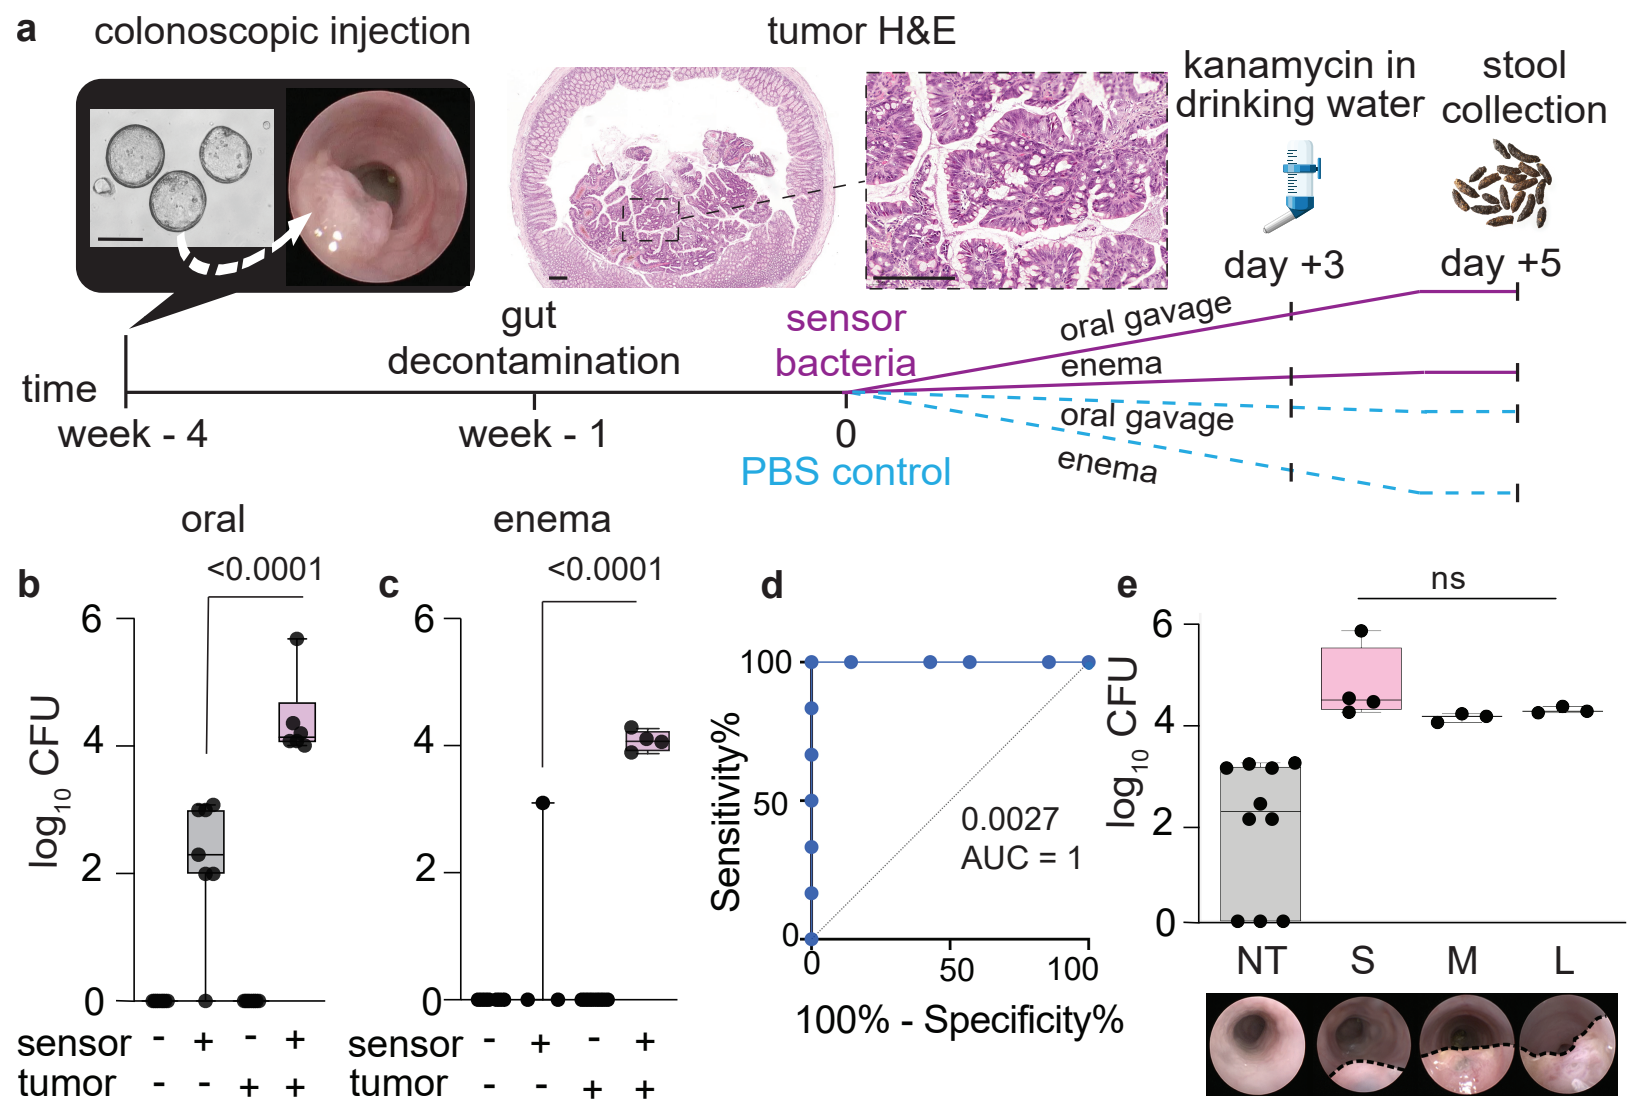 a
colonoscopic injection
tumor H&E
kanamycin in
drinking water
stool
collection
day +3
day +5
gut
decontamination
sensor
bacteria
oral gavage
enema
oral gavage
enema
time
week - 4
week - 1
0
PBS control
b
oral
<0.0001
6
4
2
0
log10 CFU
sensor - + - +
tumor - - + +
c
enema
<0.0001
6
4
2
0
sensor - + - +
tumor - - + +
d
100
50
0
Sensitivity%
0.0027
AUC = 1
0 50 100
100% - Specificity%
e
ns
6
4
2
0
log10 CFU
NT S M L